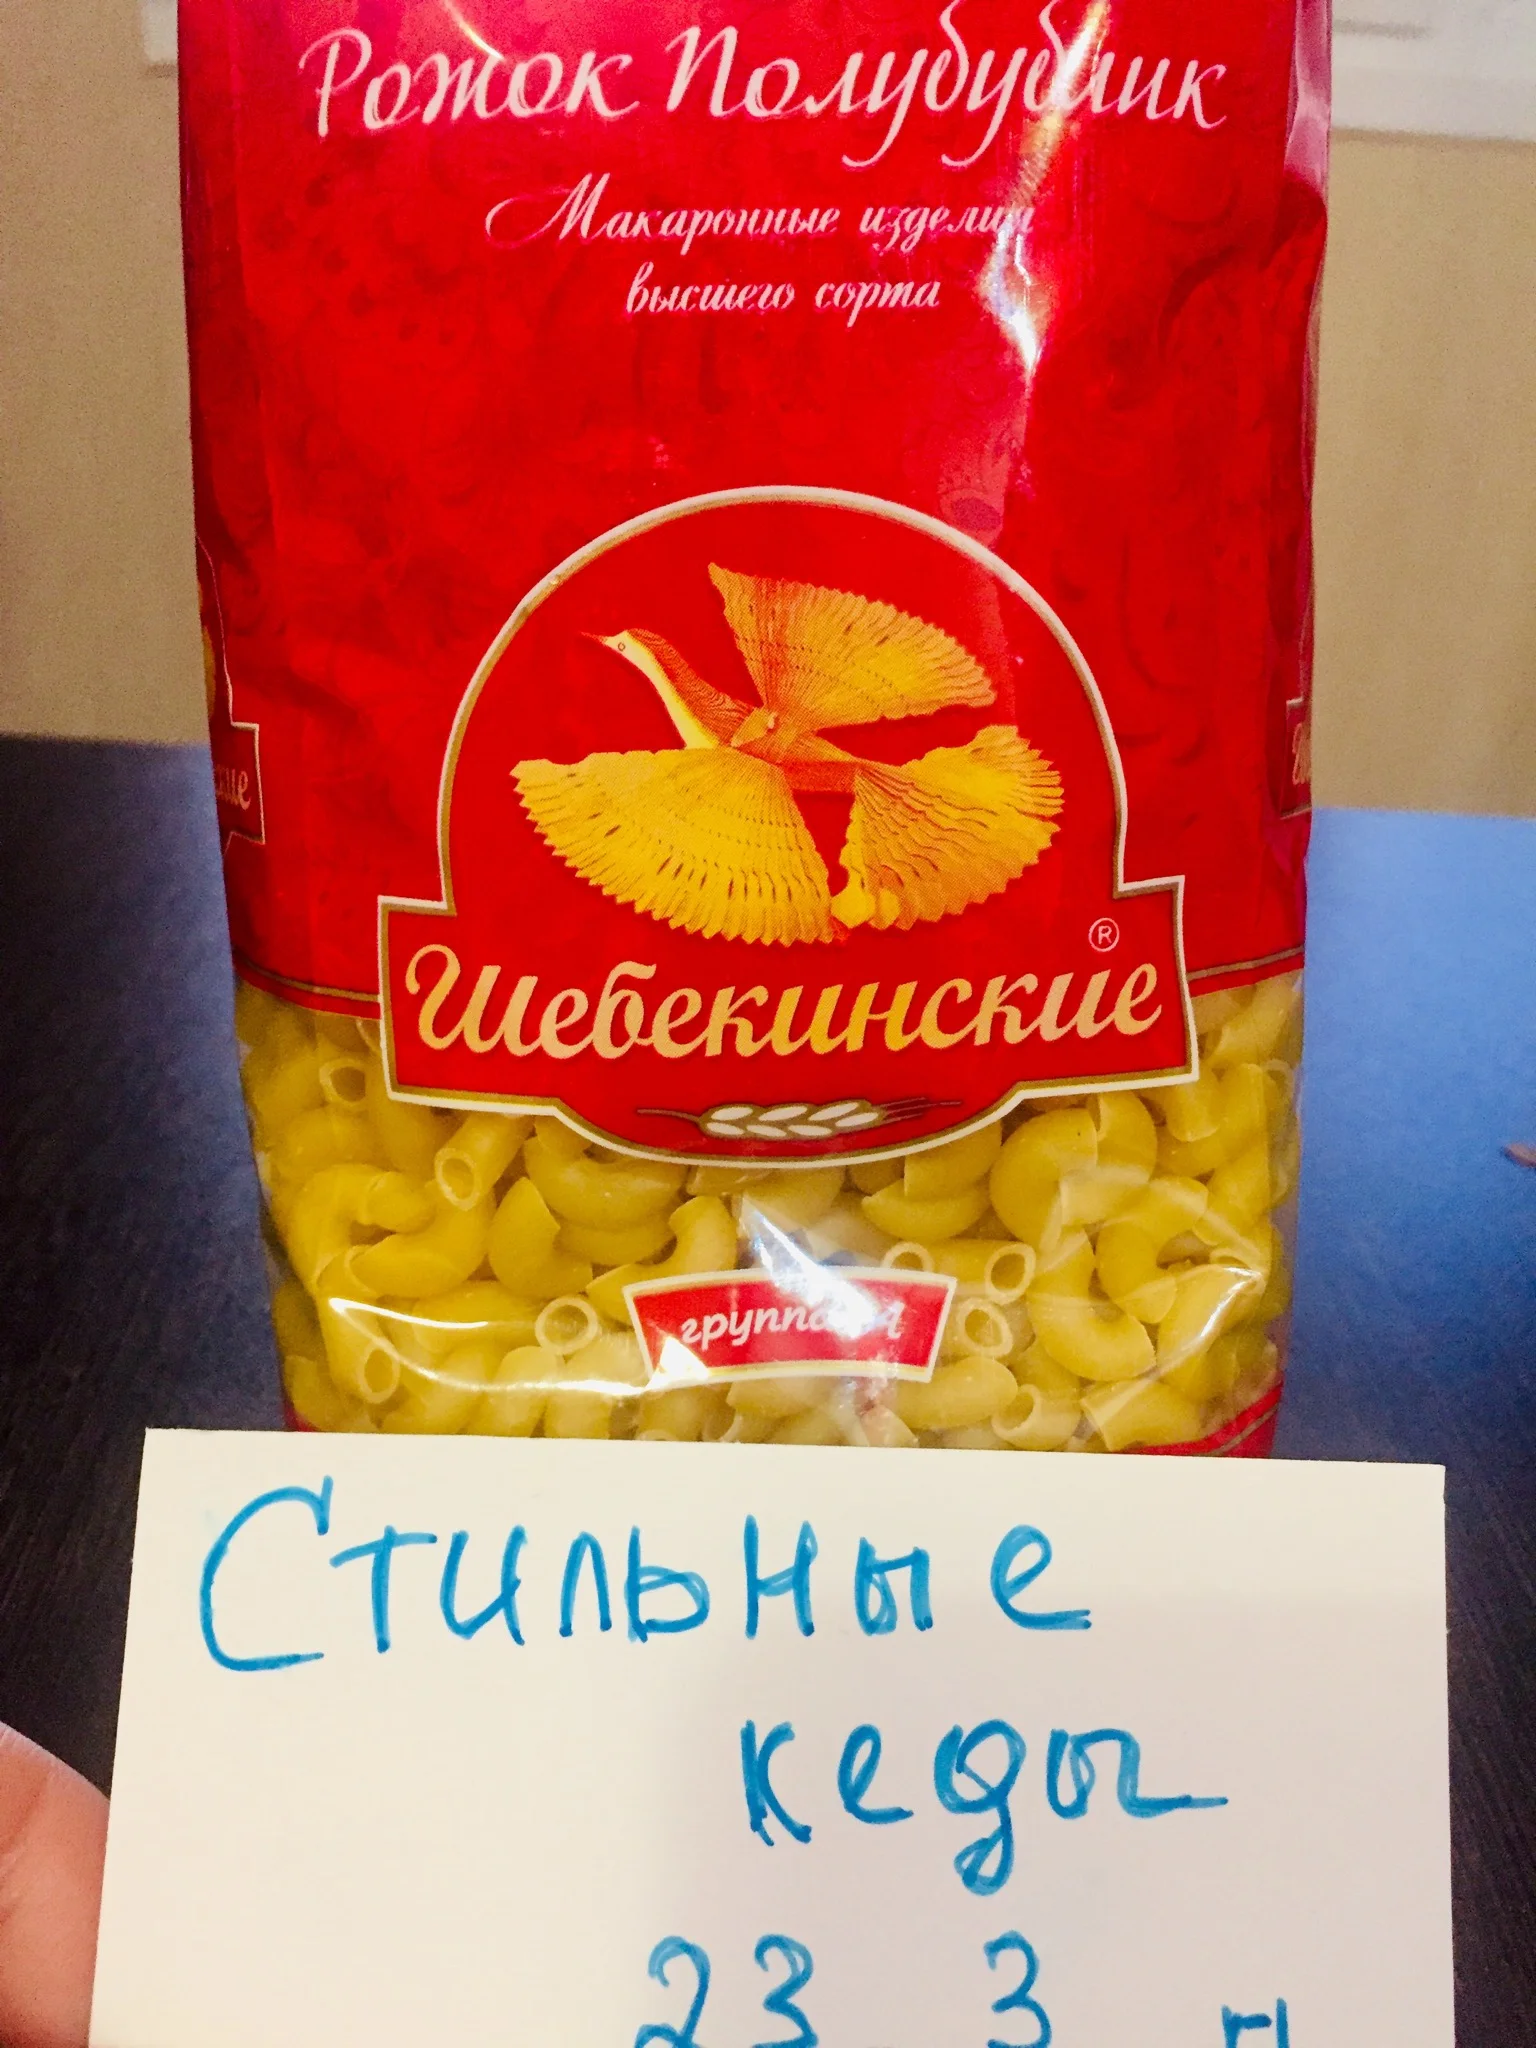 Рожок Полубублик
Макаронные изделия
высшего сорта
®
Шебекинские
группа А
Стильные
кеды
23 3